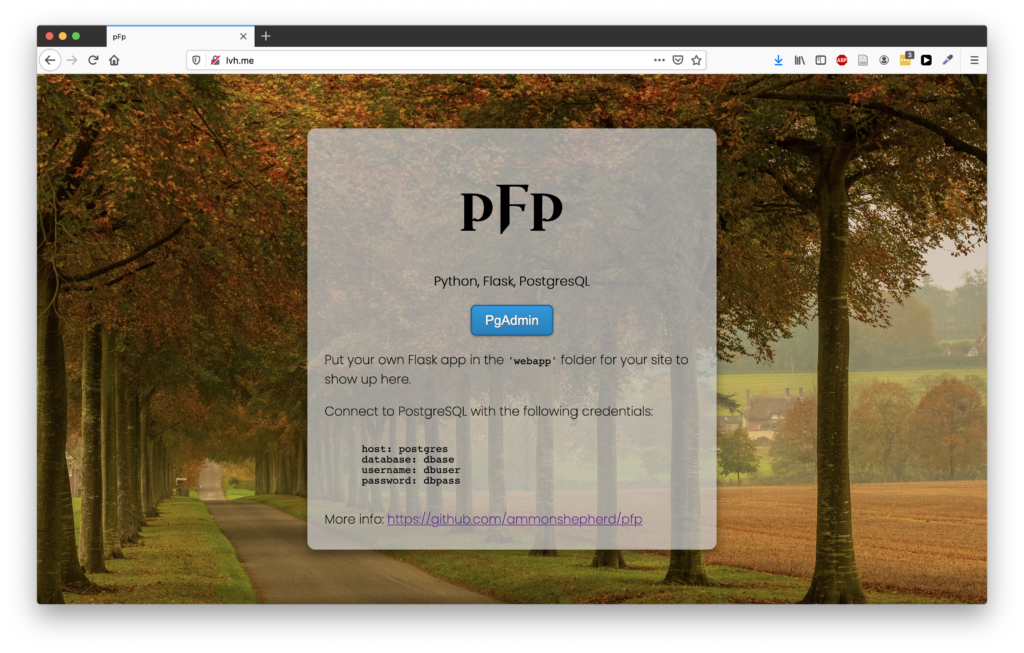 pFp
lvh.me
ABP
3
pFp
Python, Flask, PostgresQL
PgAdmin
Put your own Flask app in the 'webapp' folder for your site to
show up here.
Connect to PostgreSQL with the following credentials:
host: postgres
database: dbase
username: dbuser
password: dbpass
More info: https://github.com/ammonshepherd/pfp